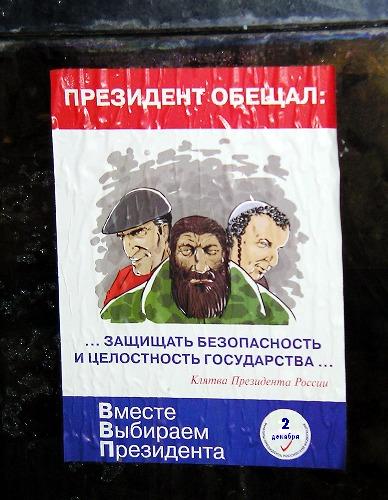 ПРЕЗИДЕНТ ОБЕЩАЛ:
... ЗАЩИЩАТЬ БЕЗОПАСНОСТЬ
И ЦЕЛОСТНОСТЬ ГОСУДАРСТВА ...
Клятва Президента России
Вместе
Выбираем
Президента
2
декабря